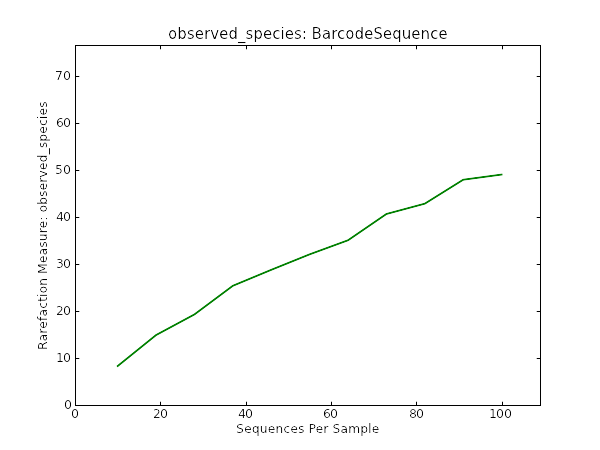 observed_species: BarcodeSequence
Rarefaction Measure: observed_species
70
60
50
40
30
20
10
0
0 20 40 60 80 100
Sequences Per Sample